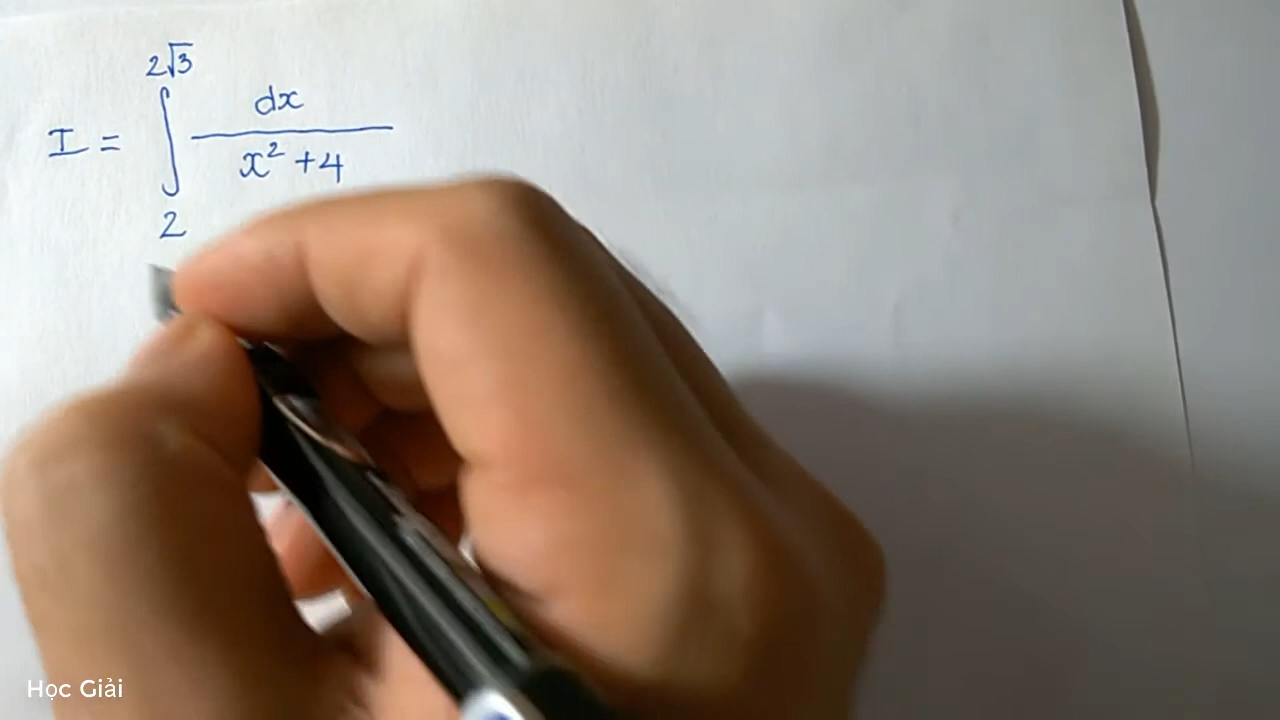 I = ∫_{2}^{2√3} dx / (x² + 4)
Học Giải